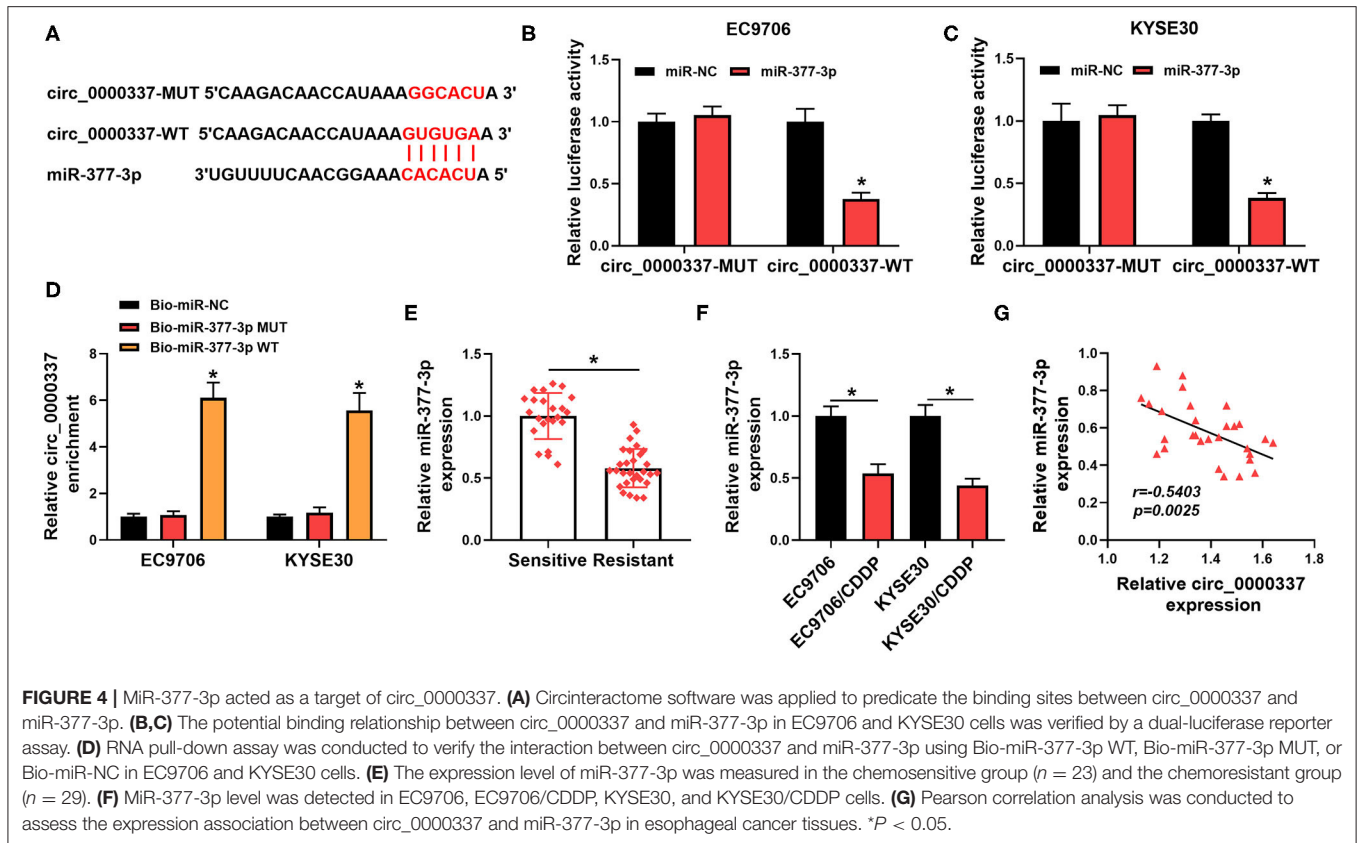 A
circ_0000337-MUT 5'CAAGACAACCAUAAAGGCACUA 3'
circ_0000337-WT 5'CAAGACAACCAUAAAGUGUGAA 3'
miR-377-3p 3'UGUUUUCAACGGAAACACACUA 5'
B
EC9706
miR-NC miR-377-3p
Relative luciferase activity
1.5
1.0
0.5
0.0
*
circ_0000337-MUT circ_0000337-WT
C
KYSE30
miR-NC miR-377-3p
Relative luciferase activity
1.5
1.0
0.5
0.0
*
circ_0000337-MUT circ_0000337-WT
D
Bio-miR-NC
Bio-miR-377-3p MUT
Bio-miR-377-3p WT
Relative circ_0000337
enrichment
8
6
4
2
0
* *
EC9706 KYSE30
E
Relative miR-377-3p
expression
1.5
1.0
0.5
0.0
*
Sensitive Resistant
F
Relative miR-377-3p
expression
1.5
1.0
0.5
0.0
* *
EC9706
EC9706/CDDP
KYSE30
KYSE30/CDDP
G
Relative miR-377-3p
expression
1.0
0.8
0.6
0.4
0.2
0.0
r=-0.5403
p=0.0025
1.0 1.2 1.4 1.6 1.8
Relative circ_0000337
expression
FIGURE 4 | MiR-377-3p acted as a target of circ_0000337. (A) Circinteractome software was applied to predicate the binding sites between circ_0000337 and
miR-377-3p. (B,C) The potential binding relationship between circ_0000337 and miR-377-3p in EC9706 and KYSE30 cells was verified by a dual-luciferase reporter
assay. (D) RNA pull-down assay was conducted to verify the interaction between circ_0000337 and miR-377-3p using Bio-miR-377-3p WT, Bio-miR-377-3p MUT, or
Bio-miR-NC in EC9706 and KYSE30 cells. (E) The expression level of miR-377-3p was measured in the chemosensitive group (n = 23) and the chemoresistant group
(n = 29). (F) MiR-377-3p level was detected in EC9706, EC9706/CDDP, KYSE30, and KYSE30/CDDP cells. (G) Pearson correlation analysis was conducted to
assess the expression association between circ_0000337 and miR-377-3p in esophageal cancer tissues. *P < 0.05.